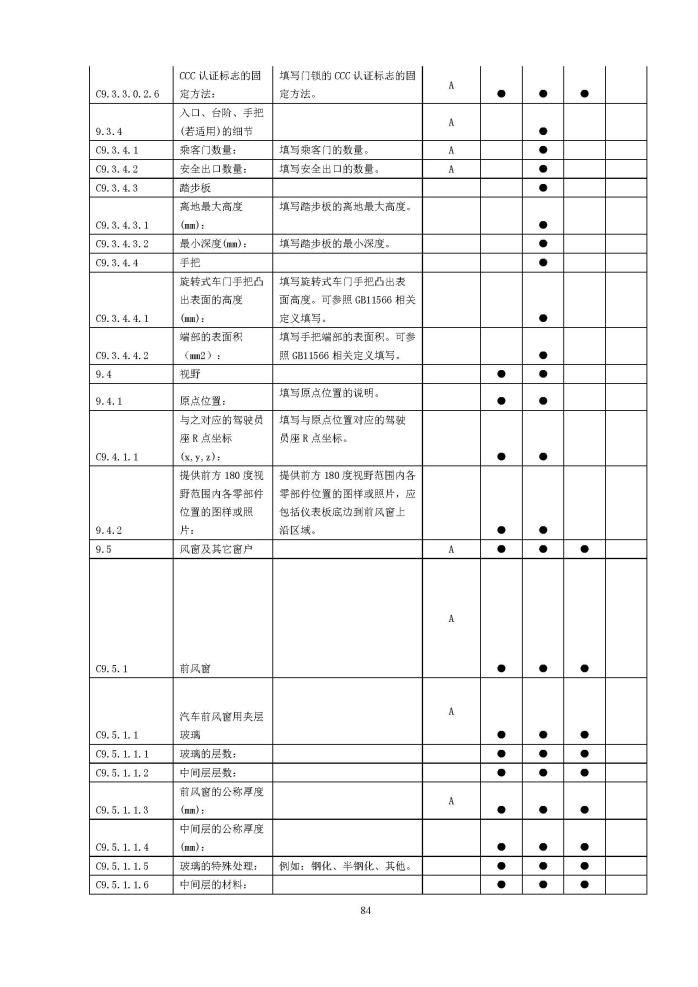 CCC 认证标志的固 填写门锁的 CCC 认证标志的固
A
C9.3.3.0.2.6 定方法： 定方法。 ● ● ●
入口、台阶、手把
A
9.3.4 (若适用)的细节 ●
C9.3.4.1 乘客门数量： 填写乘客门的数量。 A ●
C9.3.4.2 安全出口数量： 填写安全出口的数量。 A ●
C9.3.4.3 踏步板 ●
离地最大高度 填写踏步板的离地最大高度。
C9.3.4.3.1 (mm)： ●
C9.3.4.3.2 最小深度(mm)： 填写踏步板的最小深度。 ●
C9.3.4.4 手把 ●
旋转式车门手把凸 填写旋转式车门手把凸出表
出表面的高度 面高度。可参照 GB11566 相关
C9.3.4.4.1 (mm)： 定义填写。 ●
端部的表面积 填写手把端部的表面积。可参
C9.3.4.4.2 （mm2）： 照 GB11566 相关定义填写。 ●
9.4 视野 ● ●
填写原点位置的说明。
9.4.1 原点位置： ● ●
与之对应的驾驶员 填写与原点位置对应的驾驶
座 R 点坐标 员座 R 点坐标。
C9.4.1.1 (x,y,z)： ● ●
提供前方 180 度视 提供前方 180 度视野范围内各
野范围内各零部件 零部件位置的图样或照片，应
位置的图样或照 包括仪表板底边到前风窗上
9.4.2 片： 沿区域。 ● ●
9.5 风窗及其它窗户 A ● ● ●
A
C9.5.1 前风窗 ● ● ●
A
汽车前风窗用夹层
C9.5.1.1 玻璃 ● ● ●
C9.5.1.1.1 玻璃的层数： ● ● ●
C9.5.1.1.2 中间层层数： ● ● ●
前风窗的公称厚度
A
C9.5.1.1.3 (mm)： ● ● ●
中间层的公称厚度
C9.5.1.1.4 (mm)： ● ● ●
C9.5.1.1.5 玻璃的特殊处理： 例如：钢化、半钢化、其他。 ● ● ●
C9.5.1.1.6 中间层的材料： ● ● ●
84